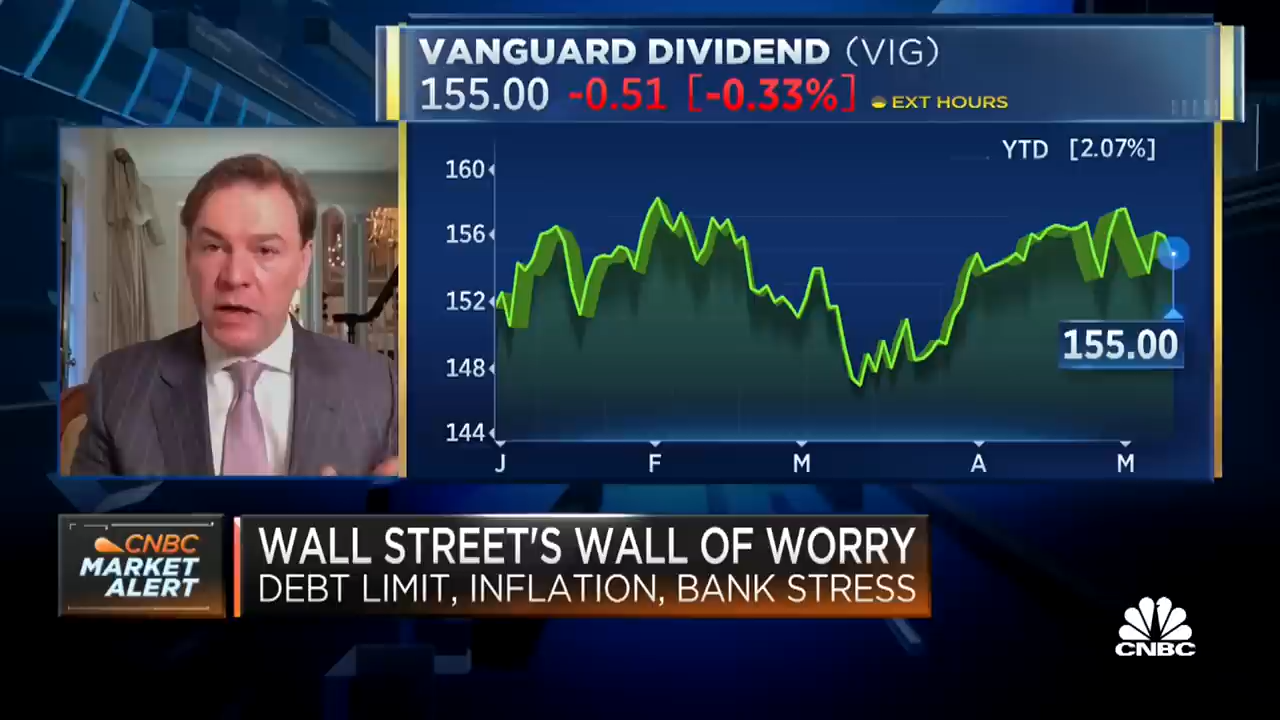 VANGUARD DIVIDEND (VIG)
155.00 -0.51 [-0.33%] EXT HOURS
YTD [2.07%]
160
156
152
148
144
155.00
J F M A M
CNBC
MARKET
ALERT
WALL STREET'S WALL OF WORRY
DEBT LIMIT, INFLATION, BANK STRESS
CNBC